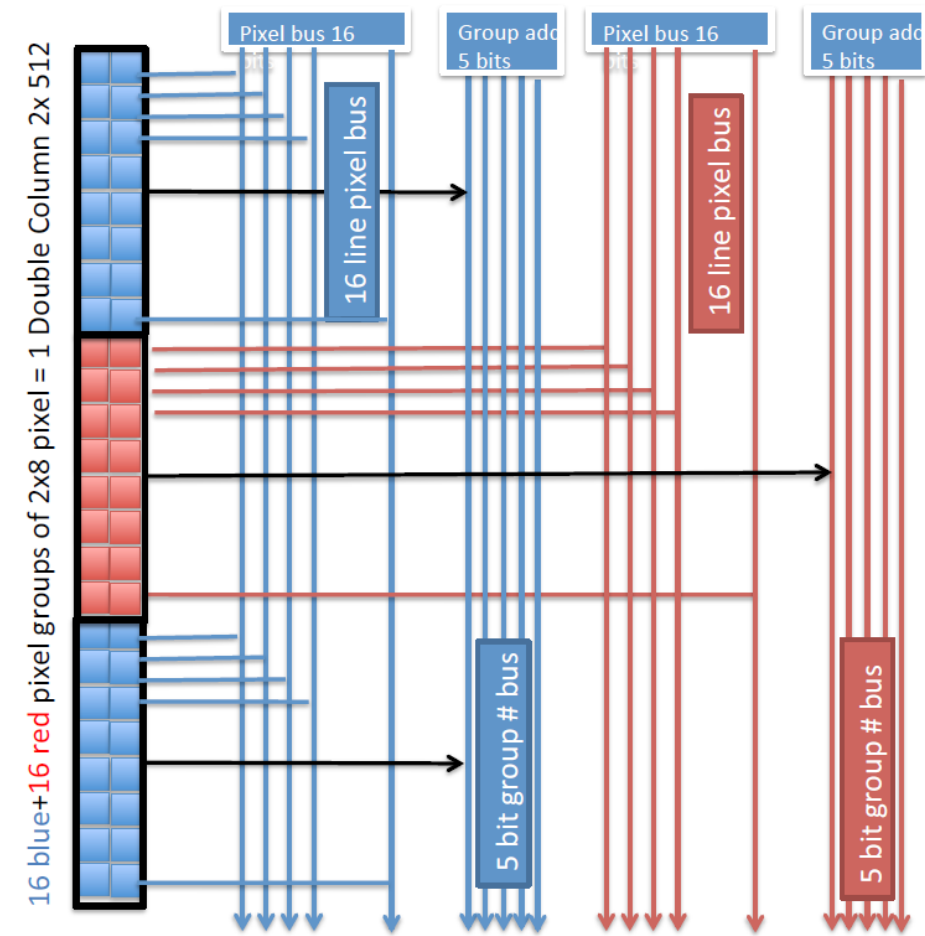 16 blue+16 red pixel groups of 2x8 pixel = 1 Double Column 2x 512
Pixel bus 16
bits
Group add
5 bits
Pixel bus 16
bits
Group add
5 bits
16 line pixel bus
16 line pixel bus
5 bit group # bus
5 bit group # bus